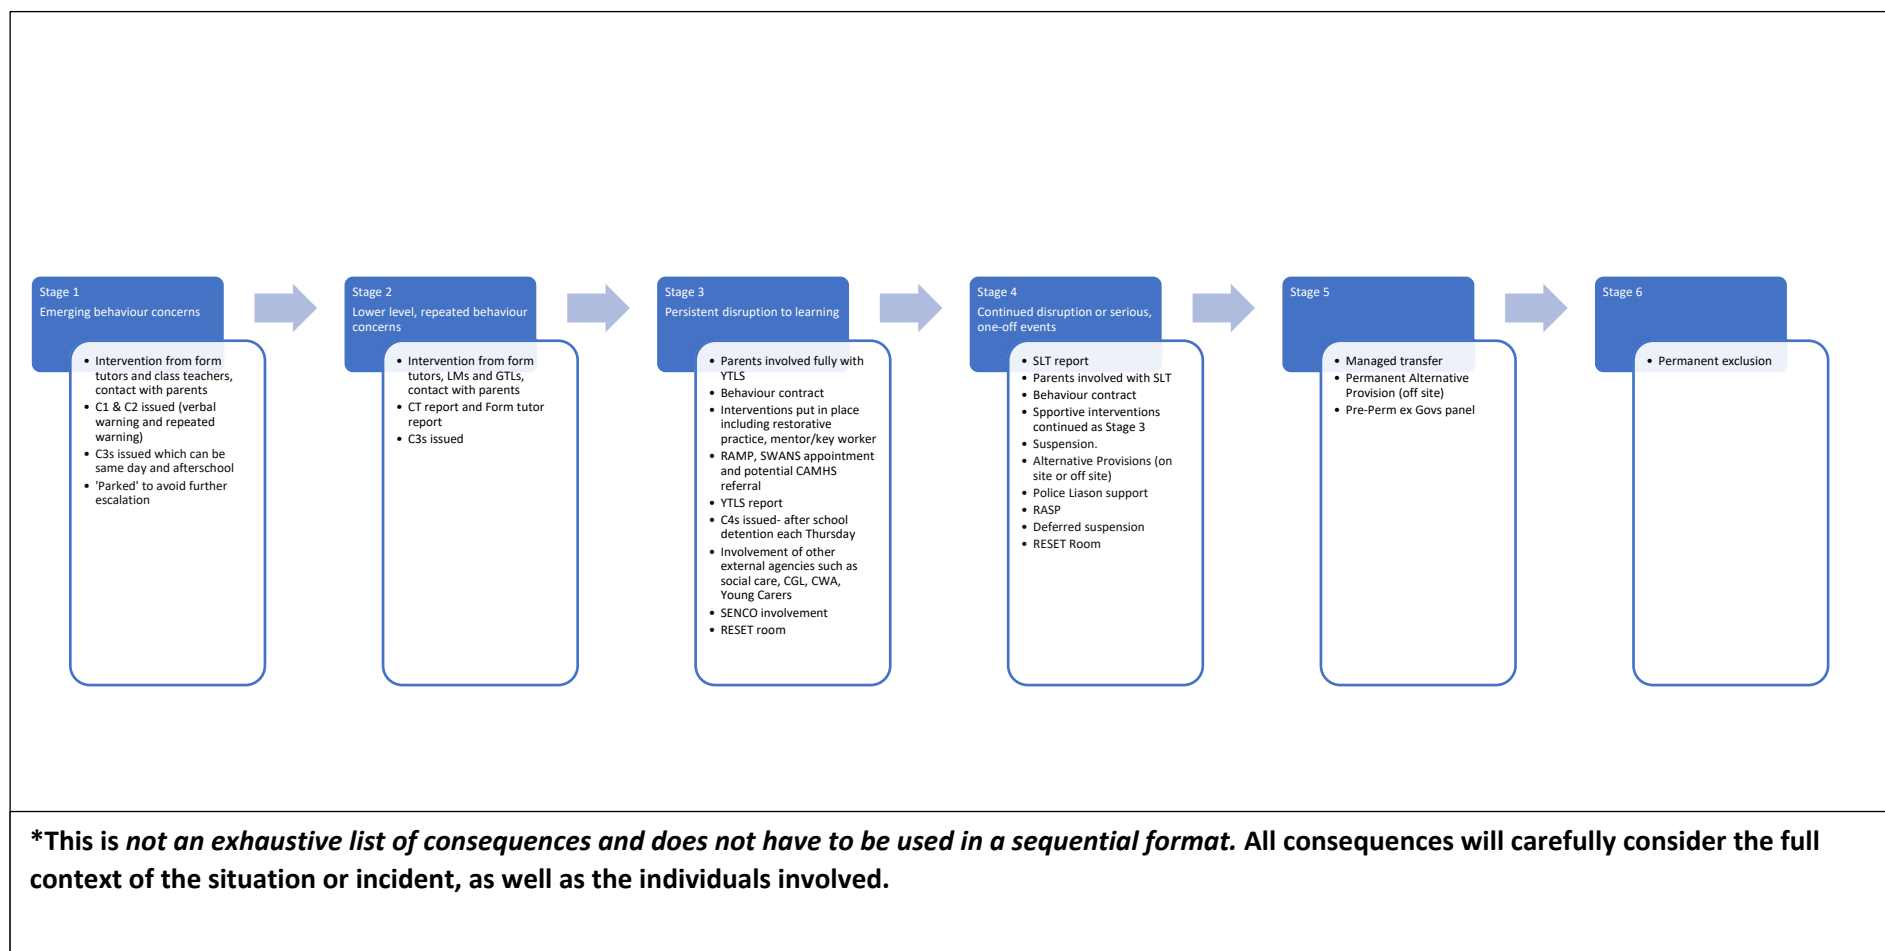 Stage 1
Emerging behaviour concerns
• Intervention from form
tutors and class teachers,
contact with parents
• C1 & C2 issued (verbal
warning and repeated
warning)
• C3s issued which can be
same day and afterschool
• 'Parked' to avoid further
escalation
Stage 2
Lower level, repeated behaviour
concerns
• Intervention from form
tutors, LMs and GTLs,
contact with parents
• CT report and Form tutor
report
• C3s issued
Stage 3
Persistent disruption to learning
• Parents involved fully with
YTLS
• Behaviour contract
• Interventions put in place
including restorative
practice, mentor/key worker
• RAMP, SWANS appointment
and potential CAMHS
referral
• YTLS report
• C4s issued- after school
detention each Thursday
• Involvement of other
external agencies such as
social care, CGL, CWA,
Young Carers
• SENCO involvement
• RESET room
Stage 4
Continued disruption or serious,
one-off events
• SLT report
• Parents involved with SLT
• Behaviour contract
• Spportive interventions
continued as Stage 3
• Suspension.
• Alternative Provisions (on
site or off site)
• Police Liason support
• RASP
• Deferred suspension
• RESET Room
Stage 5
• Managed transfer
• Permanent Alternative
Provision (off site)
• Pre-Perm ex Govs panel
Stage 6
• Permanent exclusion
*This is not an exhaustive list of consequences and does not have to be used in a sequential format. All consequences will carefully consider the full
context of the situation or incident, as well as the individuals involved.